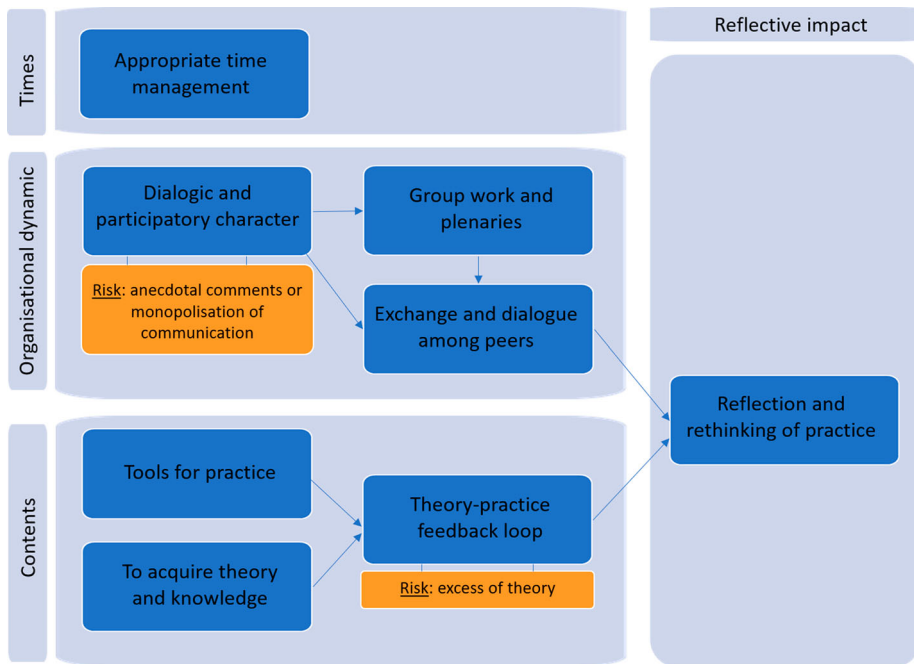 Reflective impact
Times
Appropriate time
management
Organisational dynamic
Dialogic and
participatory character
Group work and
plenaries
Risk: anecdotal comments or
monopolisation of
communication
Exchange and dialogue
among peers
Reflection and
rethinking of practice
Contents
Tools for practice
Theory-practice
feedback loop
To acquire theory
and knowledge
Risk: excess of theory